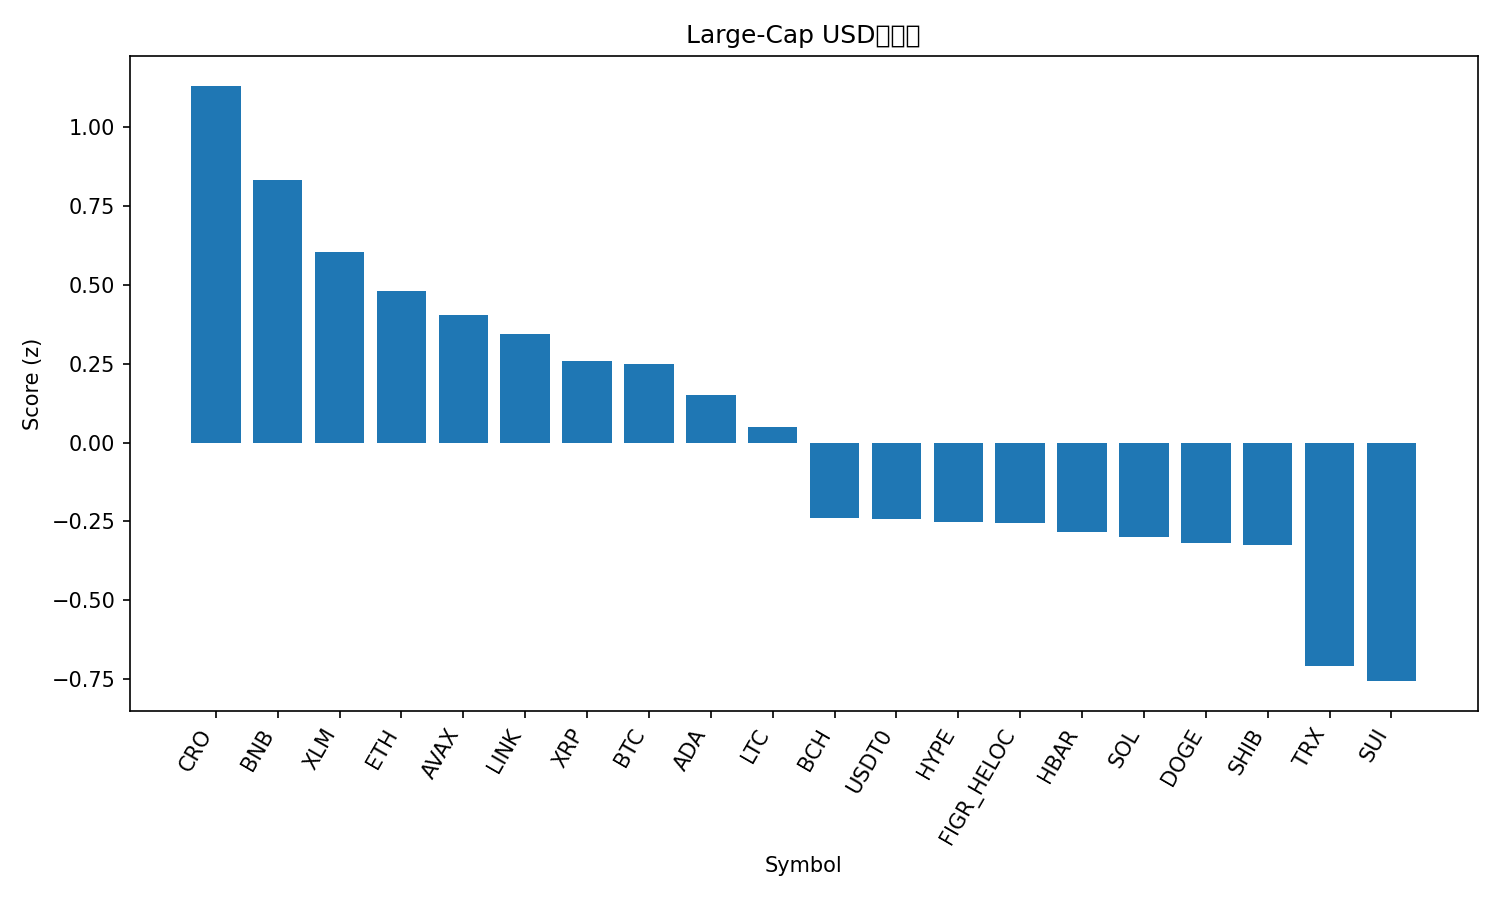 Large-Cap USD
Score (z)
1.00
0.75
0.50
0.25
0.00
−0.25
−0.50
−0.75
CRO
BNB
XLM
ETH
AVAX
LINK
XRP
BTC
ADA
LTC
BCH
USDT0
HYPE
FIGR_HELOC
HBAR
SOL
DOGE
SHIB
TRX
SUI
Symbol